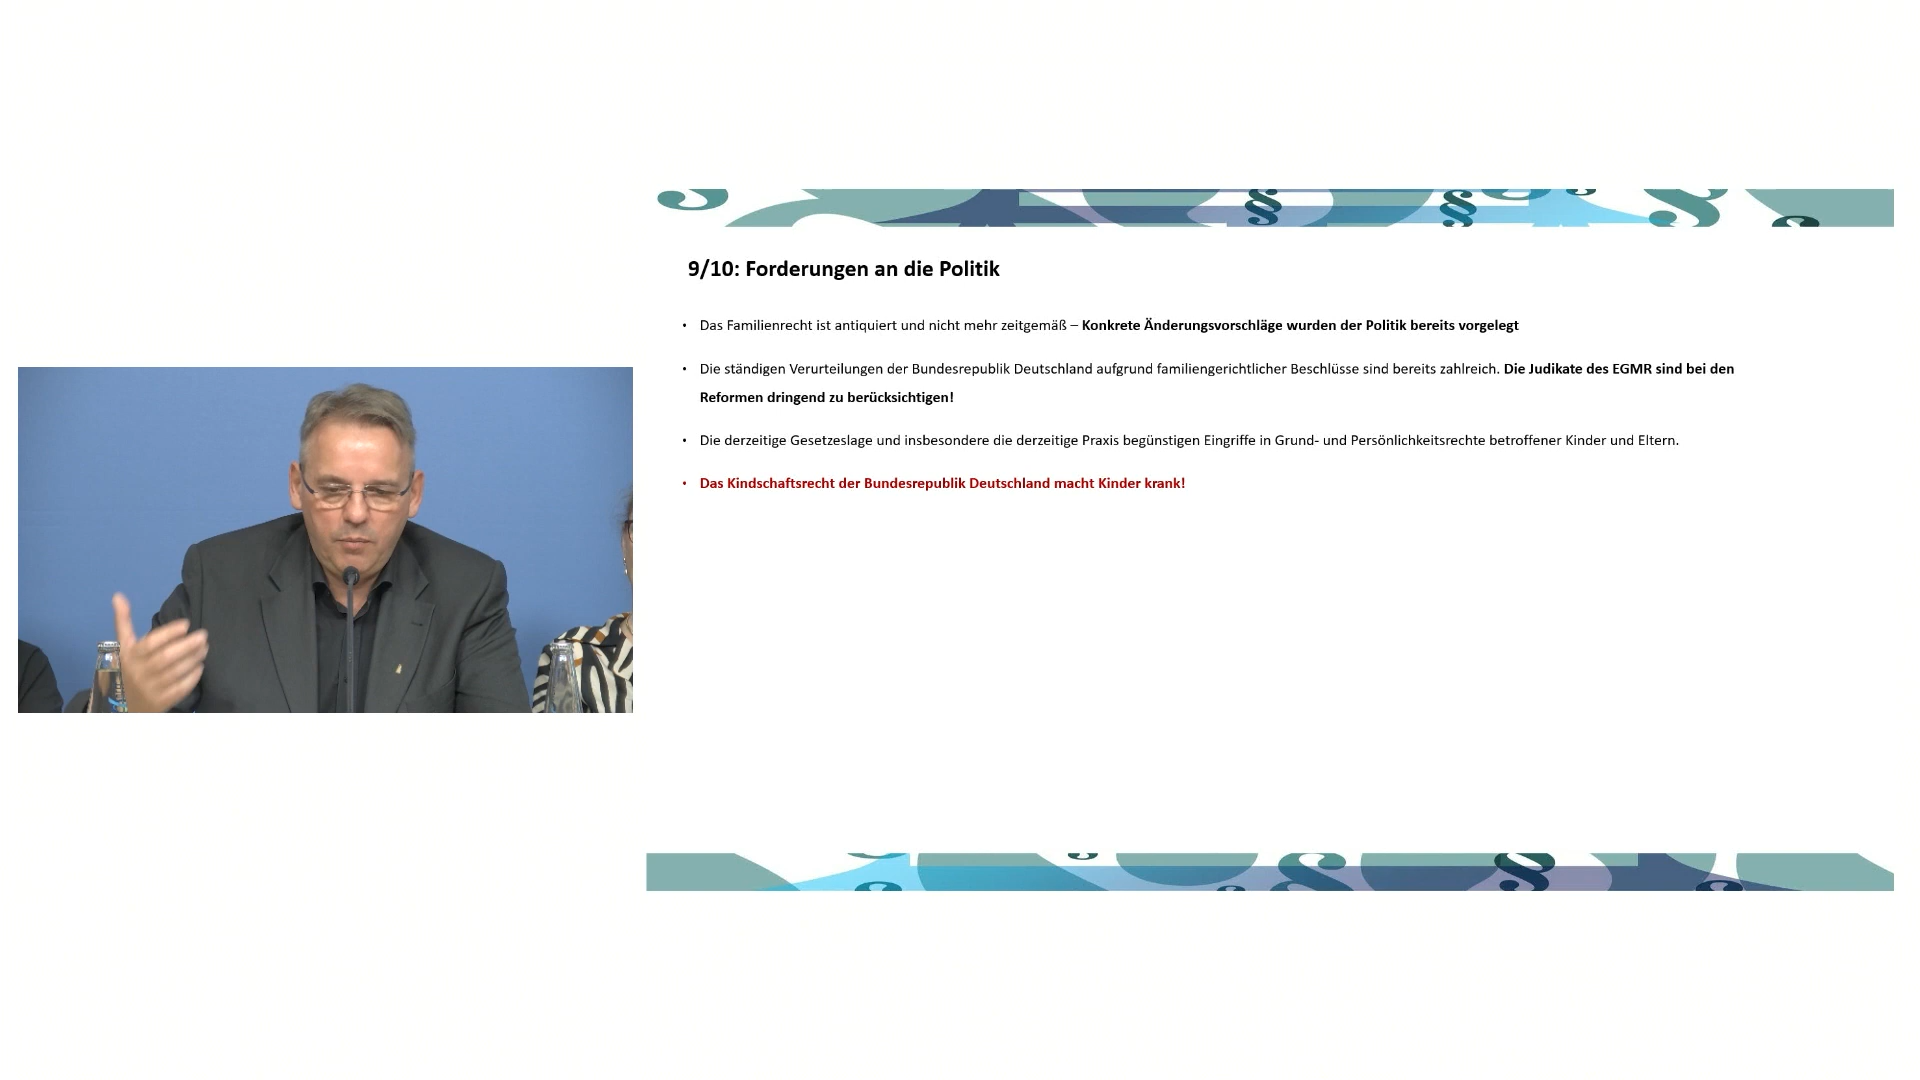 9/10: Forderungen an die Politik
• Das Familienrecht ist antiquiert und nicht mehr zeitgemäß – Konkrete Änderungsvorschläge wurden der Politik bereits vorgelegt
• Die ständigen Verurteilungen der Bundesrepublik Deutschland aufgrund familiengerichtlicher Beschlüsse sind bereits zahlreich. Die Judikate des EGMR sind bei den
Reformen dringend zu berücksichtigen!
• Die derzeitige Gesetzeslage und insbesondere die derzeitige Praxis begünstigen Eingriffe in Grund- und Persönlichkeitsrechte betroffener Kinder und Eltern.
• Das Kindschaftsrecht der Bundesrepublik Deutschland macht Kinder krank!